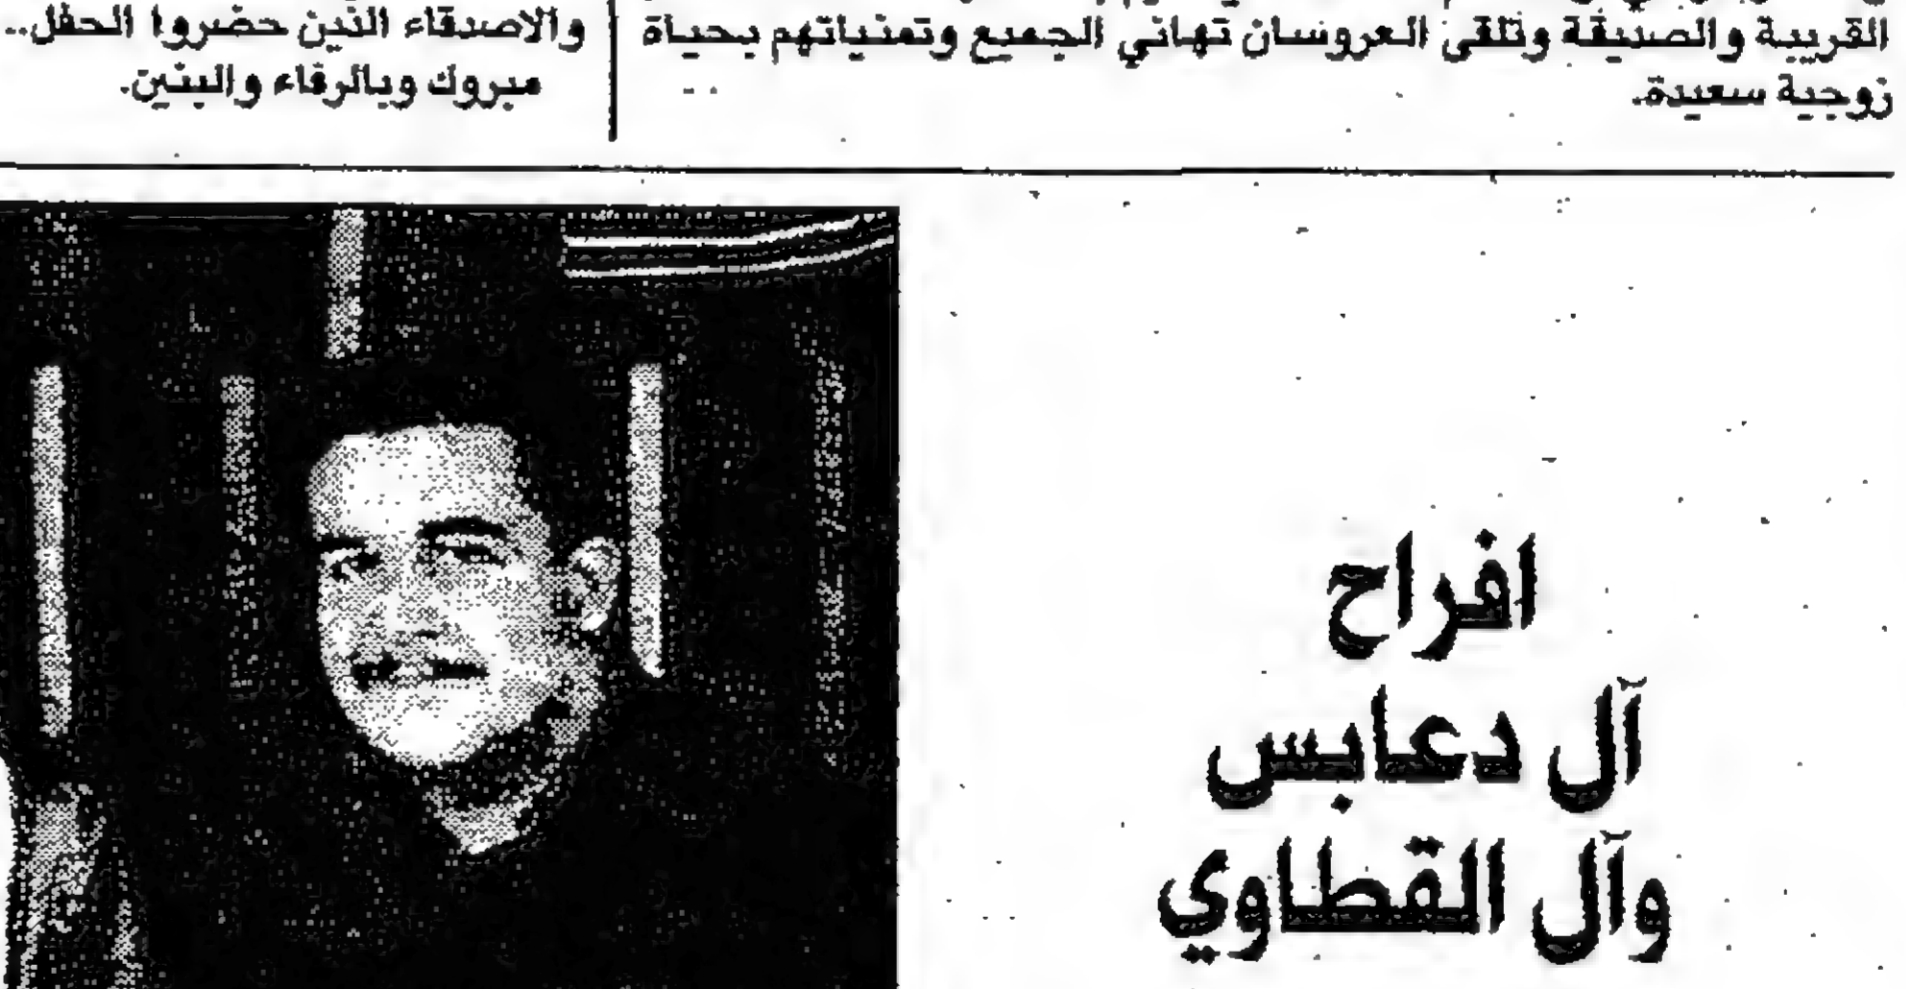 القريبة والصديقة وتلقى العروسان تهاني الجميع وتمنياتهم بحياة
زوجية سعيدة.
والاصدقاء الذين حضروا الحفل..
مبروك وبالرفاء والبنين.
افراح
آل دعابس
وآل القطاوي